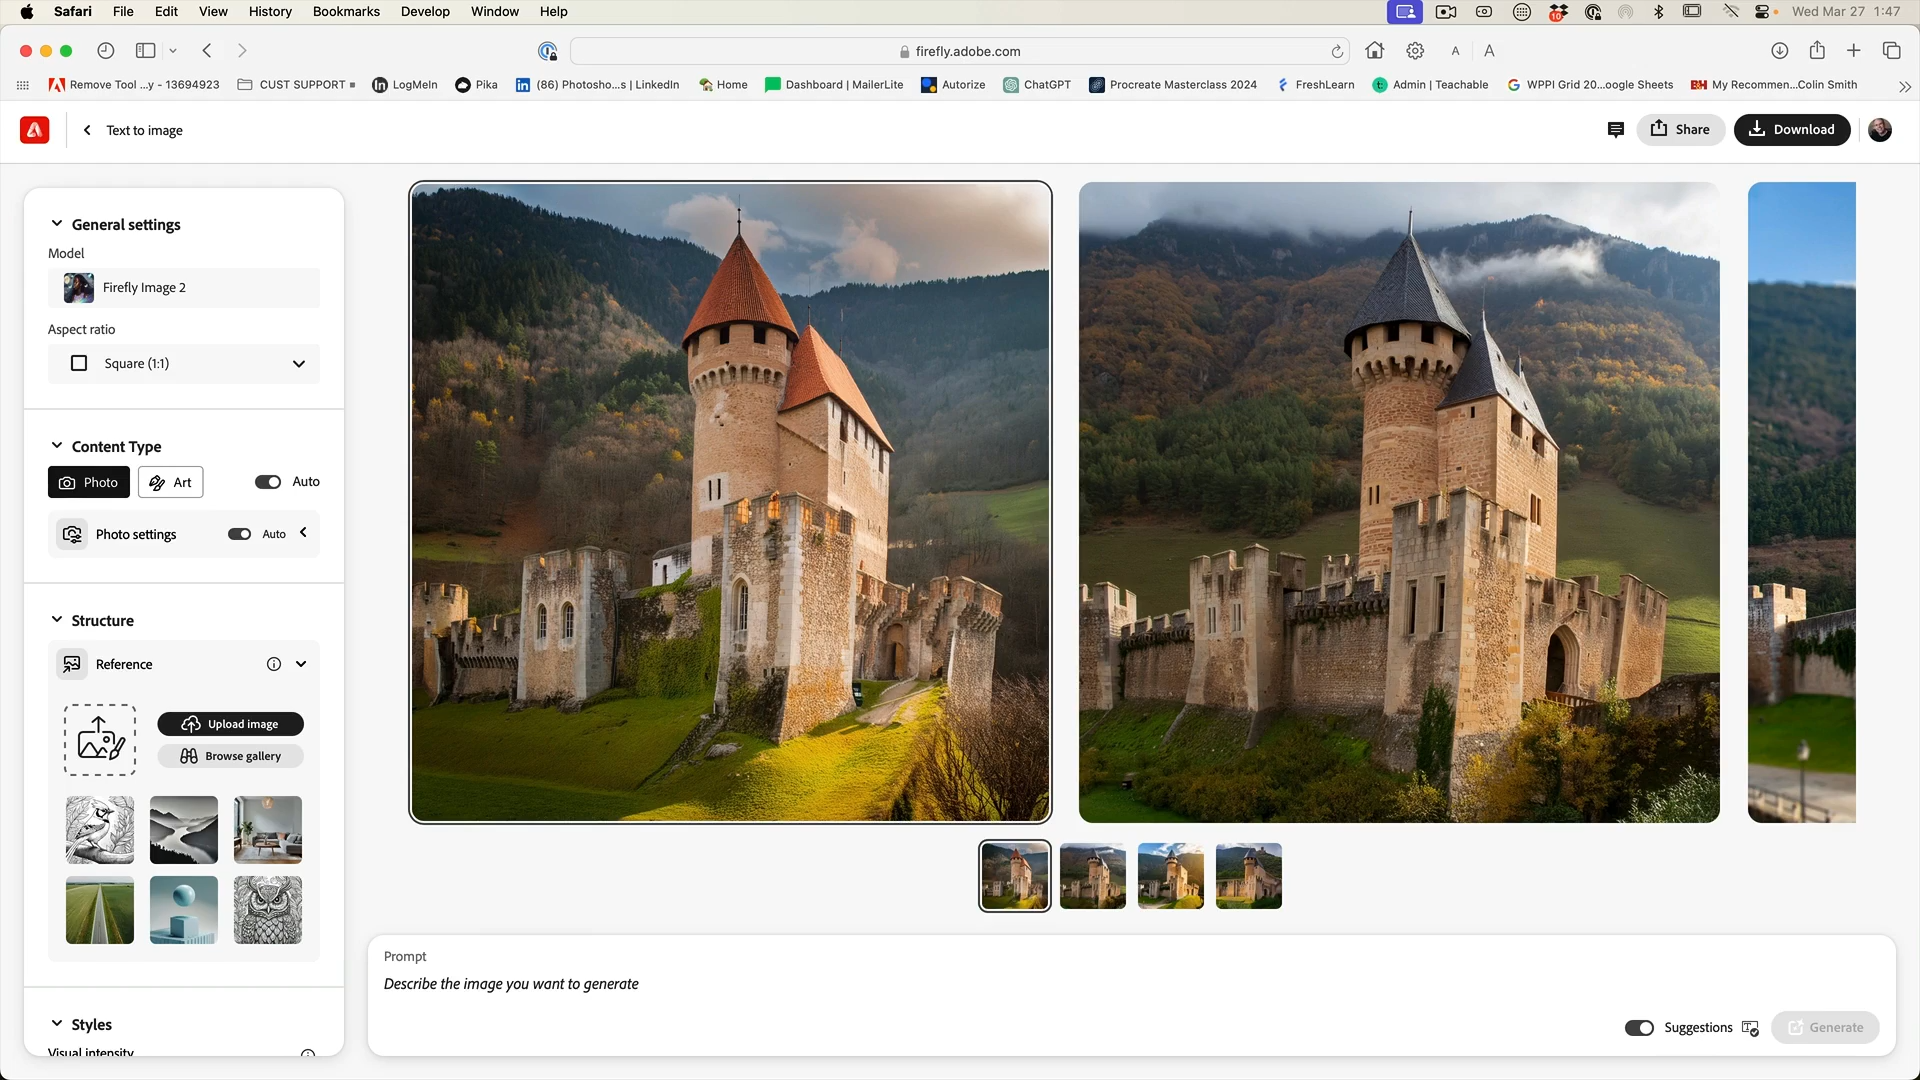 Safari File Edit View History Bookmarks Develop Window Help 10 Wed Mar 27 1:47
firefly.adobe.com A A
Remove Tool ...y - 13694923 CUST SUPPORT LogMeIn Pika (86) Photosho...s | LinkedIn Home Dashboard | MailerLite Autorize ChatGPT Procreate Masterclass 2024 FreshLearn Admin | Teachable WPPI Grid 20...oogle Sheets My Recommen...Colin Smith
Text to image Share Download
General settings
Model
Firefly Image 2
Aspect ratio
Square (1:1)
Content Type
Photo Art Auto
Photo settings Auto
Structure
Reference
Upload image
Browse gallery
Styles
Visual intensity
Prompt
Describe the image you want to generate
Suggestions Generate